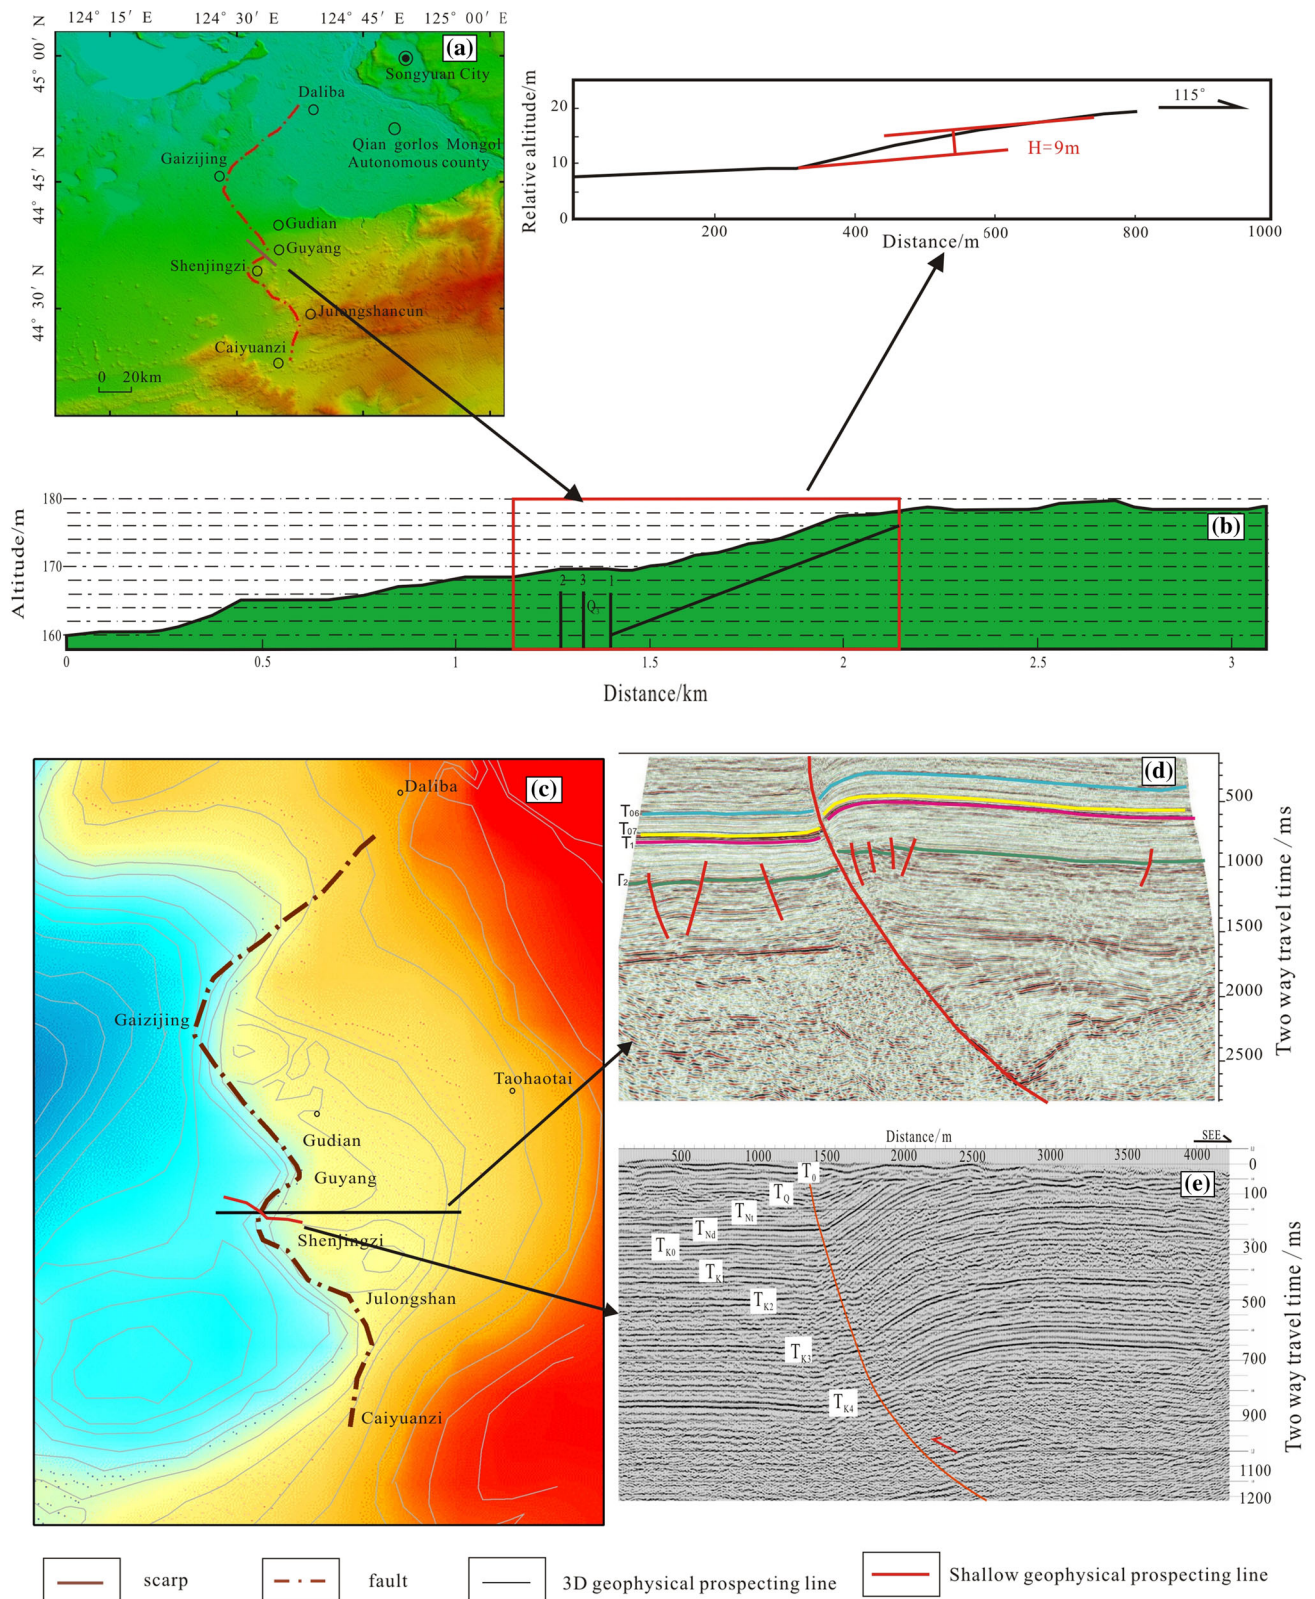 124° 15′ E 124° 30′ E 124° 45′ E 125° 00′ E
45° 00′ N
44° 45′ N
44° 30′ N
(a)
Songyuan City
Daliba
Qian gorlos Mongol
Autonomous county
Gaizijing
Gudian
Guyang
Shenjingzi
Julongshancun
Caiyuanzi
0 20km
Relative altitude/m
20
10
0
115°
H=9m
200 400 600 800 1000
Distance/m
Altitude/m
180
170
160
(b)
2 3 1
Q
0 0.5 1 1.5 2 2.5 3
Distance/km
(c)
Daliba
Gaizijing
Taohaotai
Gudian
Guyang
Shenjingzi
Julongshan
Caiyuanzi
(d)
T06
T07
T1
T2
500
1000
1500
2000
2500
Two way travel time / ms
Distance/m
SEE
500 1000 1500 2000 2500 3000 3500 4000
(e)
T0
TQ
TNt
TNd
TK0
TK
TK2
TK3
TK4
0
100
300
500
700
900
1100
1200
Two way travel time / ms
scarp
fault
3D geophysical prospecting line
Shallow geophysical prospecting line